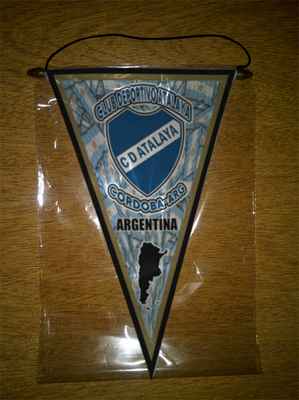 CLUB DEPORTIVO ATALAYA
C D ATALAYA
CORDOBA-ARG
ARGENTINA